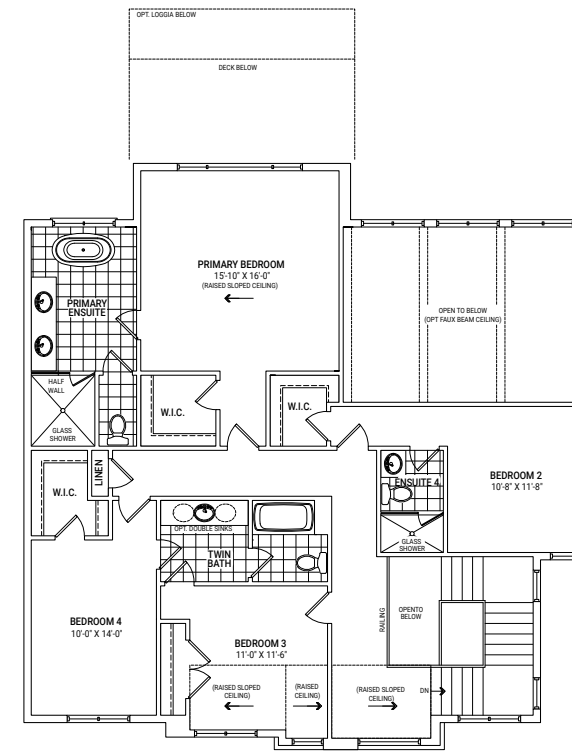 OPT. LOGGIA BELOW
DECK BELOW
PRIMARY BEDROOM
15'-10" X 16'-0"
(RAISED SLOPED CEILING)
PRIMARY
ENSUITE
OPEN TO BELOW
(OPT FAUX BEAM CEILING)
HALF
WALL
GLASS
SHOWER
W.I.C.
W.I.C.
LINEN
W.I.C.
ENSUITE 4
BEDROOM 2
10'-8" X 11'-8"
GLASS
SHOWER
OPT. DOUBLE SINKS
TWIN
BATH
BEDROOM 4
10'-0" X 14'-0"
BEDROOM 3
11'-0" X 11'-6"
RAILING
OPENTO
BELOW
(RAISED SLOPED
CEILING)
(RAISED
CEILING)
(RAISED SLOPED
CEILING)
DN